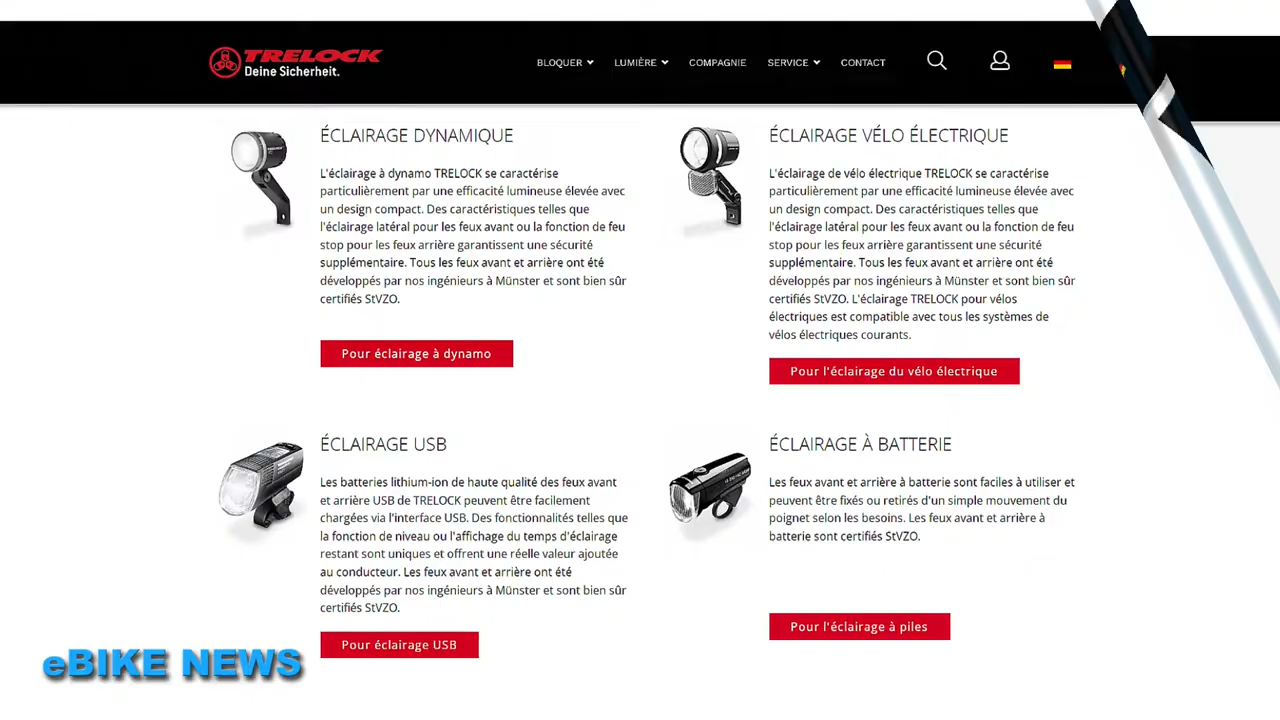 TRELOCK
Deine Sicherheit.
BLOQUER
LUMIÈRE
COMPAGNIE
SERVICE
CONTACT
ÉCLAIRAGE DYNAMIQUE
L'éclairage à dynamo TRELOCK se caractérise
particulièrement par une efficacité lumineuse élevée avec
un design compact. Des caractéristiques telles que
l'éclairage latéral pour les feux avant ou la fonction de feu
stop pour les feux arrière garantissent une sécurité
supplémentaire. Tous les feux avant et arrière ont été
développés par nos ingénieurs à Münster et sont bien sûr
certifiés StVZO.
Pour éclairage à dynamo
ÉCLAIRAGE VÉLO ÉLECTRIQUE
L'éclairage de vélo électrique TRELOCK se caractérise
particulièrement par une efficacité lumineuse élevée avec
un design compact. Des caractéristiques telles que
l'éclairage latéral pour les feux avant ou la fonction de feu
stop pour les feux arrière garantissent une sécurité
supplémentaire. Tous les feux avant et arrière ont été
développés par nos ingénieurs à Münster et sont bien sûr
certifiés StVZO. L'éclairage TRELOCK pour vélos
électriques est compatible avec tous les systèmes de
vélos électriques courants.
Pour l'éclairage du vélo électrique
ÉCLAIRAGE USB
Les batteries lithium-ion de haute qualité des feux avant
et arrière USB de TRELOCK peuvent être facilement
chargées via l'interface USB. Des fonctionnalités telles que
la fonction de niveau ou l'affichage du temps d'éclairage
restant sont uniques et offrent une réelle valeur ajoutée
au conducteur. Les feux avant et arrière ont été
développés par nos ingénieurs à Münster et sont bien sûr
certifiés StVZO.
Pour éclairage USB
ÉCLAIRAGE À BATTERIE
Les feux avant et arrière à batterie sont faciles à utiliser et
peuvent être fixés ou retirés d'un simple mouvement du
poignet selon les besoins. Les feux avant et arrière à
batterie sont certifiés StVZO.
Pour l'éclairage à piles
eBIKE NEWS